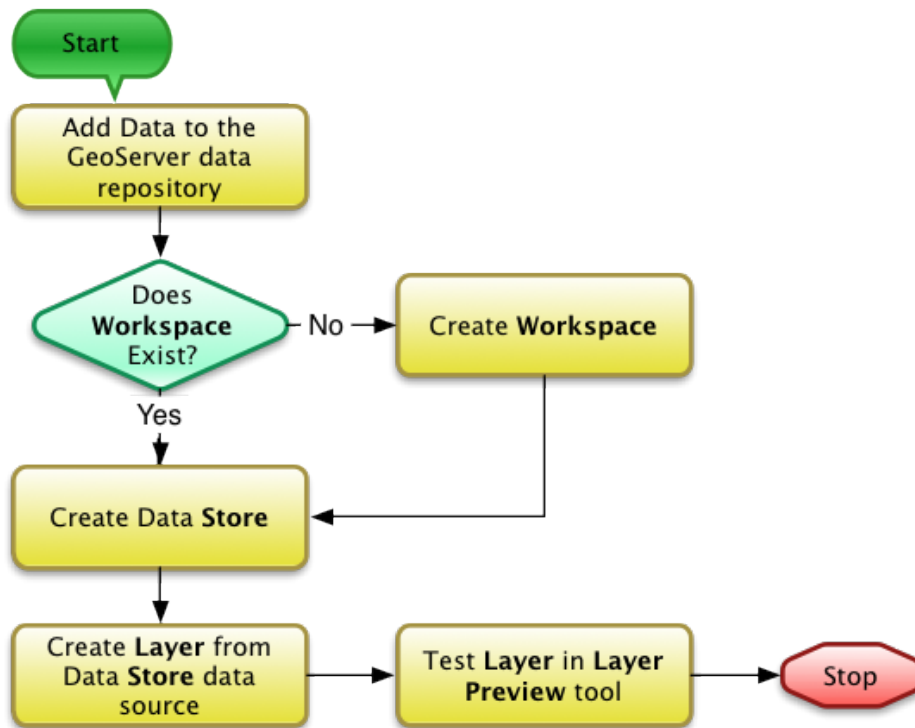 Start
Add Data to the
GeoServer data
repository
Does
Workspace
Exist?
No
Create Workspace
Yes
Create Data Store
Create Layer from
Data Store data
source
Test Layer in Layer
Preview tool
Stop